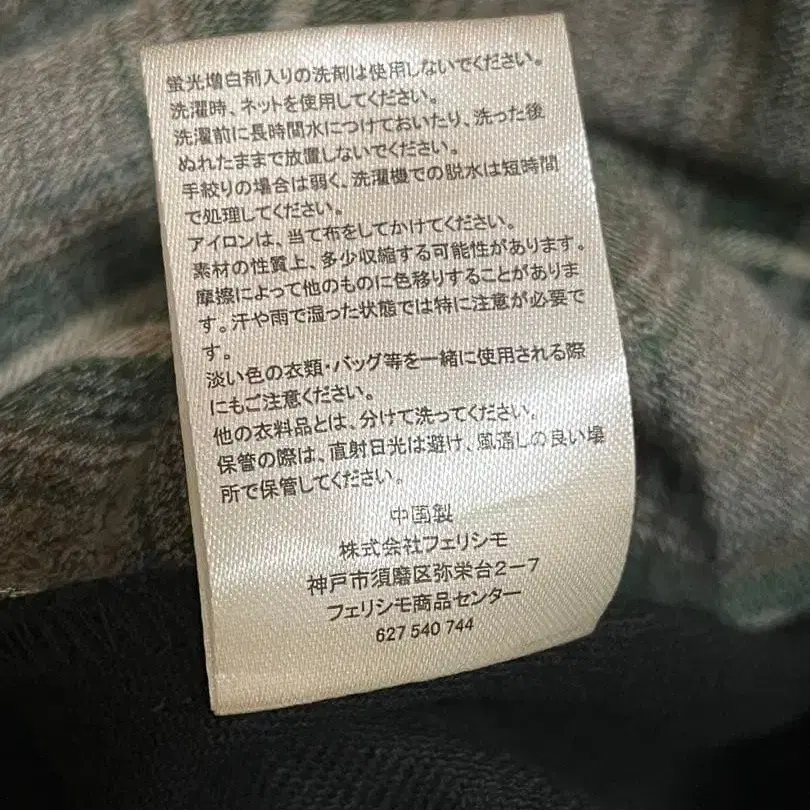 蛍光増白剤入りの洗剤は使用しないでください。
洗濯時、ネットを使用してください。
洗濯前に長時間水につけておいたり、洗った後
ぬれたままで放置しないでください。
手絞りの場合は弱く、洗濯機での脱水は短時間
で処理してください。
アイロンは、当て布をしてかけてください。
素材の性質上、多少収縮する可能性があります。
摩擦によって他のものに色移りすることがありま
す。汗や雨で湿った状態では特に注意が必要で
す。
淡い色の衣類・バッグ等を一緒に使用される際
にもご注意ください。
他の衣料品とは、分けて洗ってください。
保管の際は、直射日光は避け、風通しの良い場
所で保管してください。
中国製
株式会社フェリシモ
神戸市須磨区弥栄台2-7
フェリシモ商品センター
627 540 744